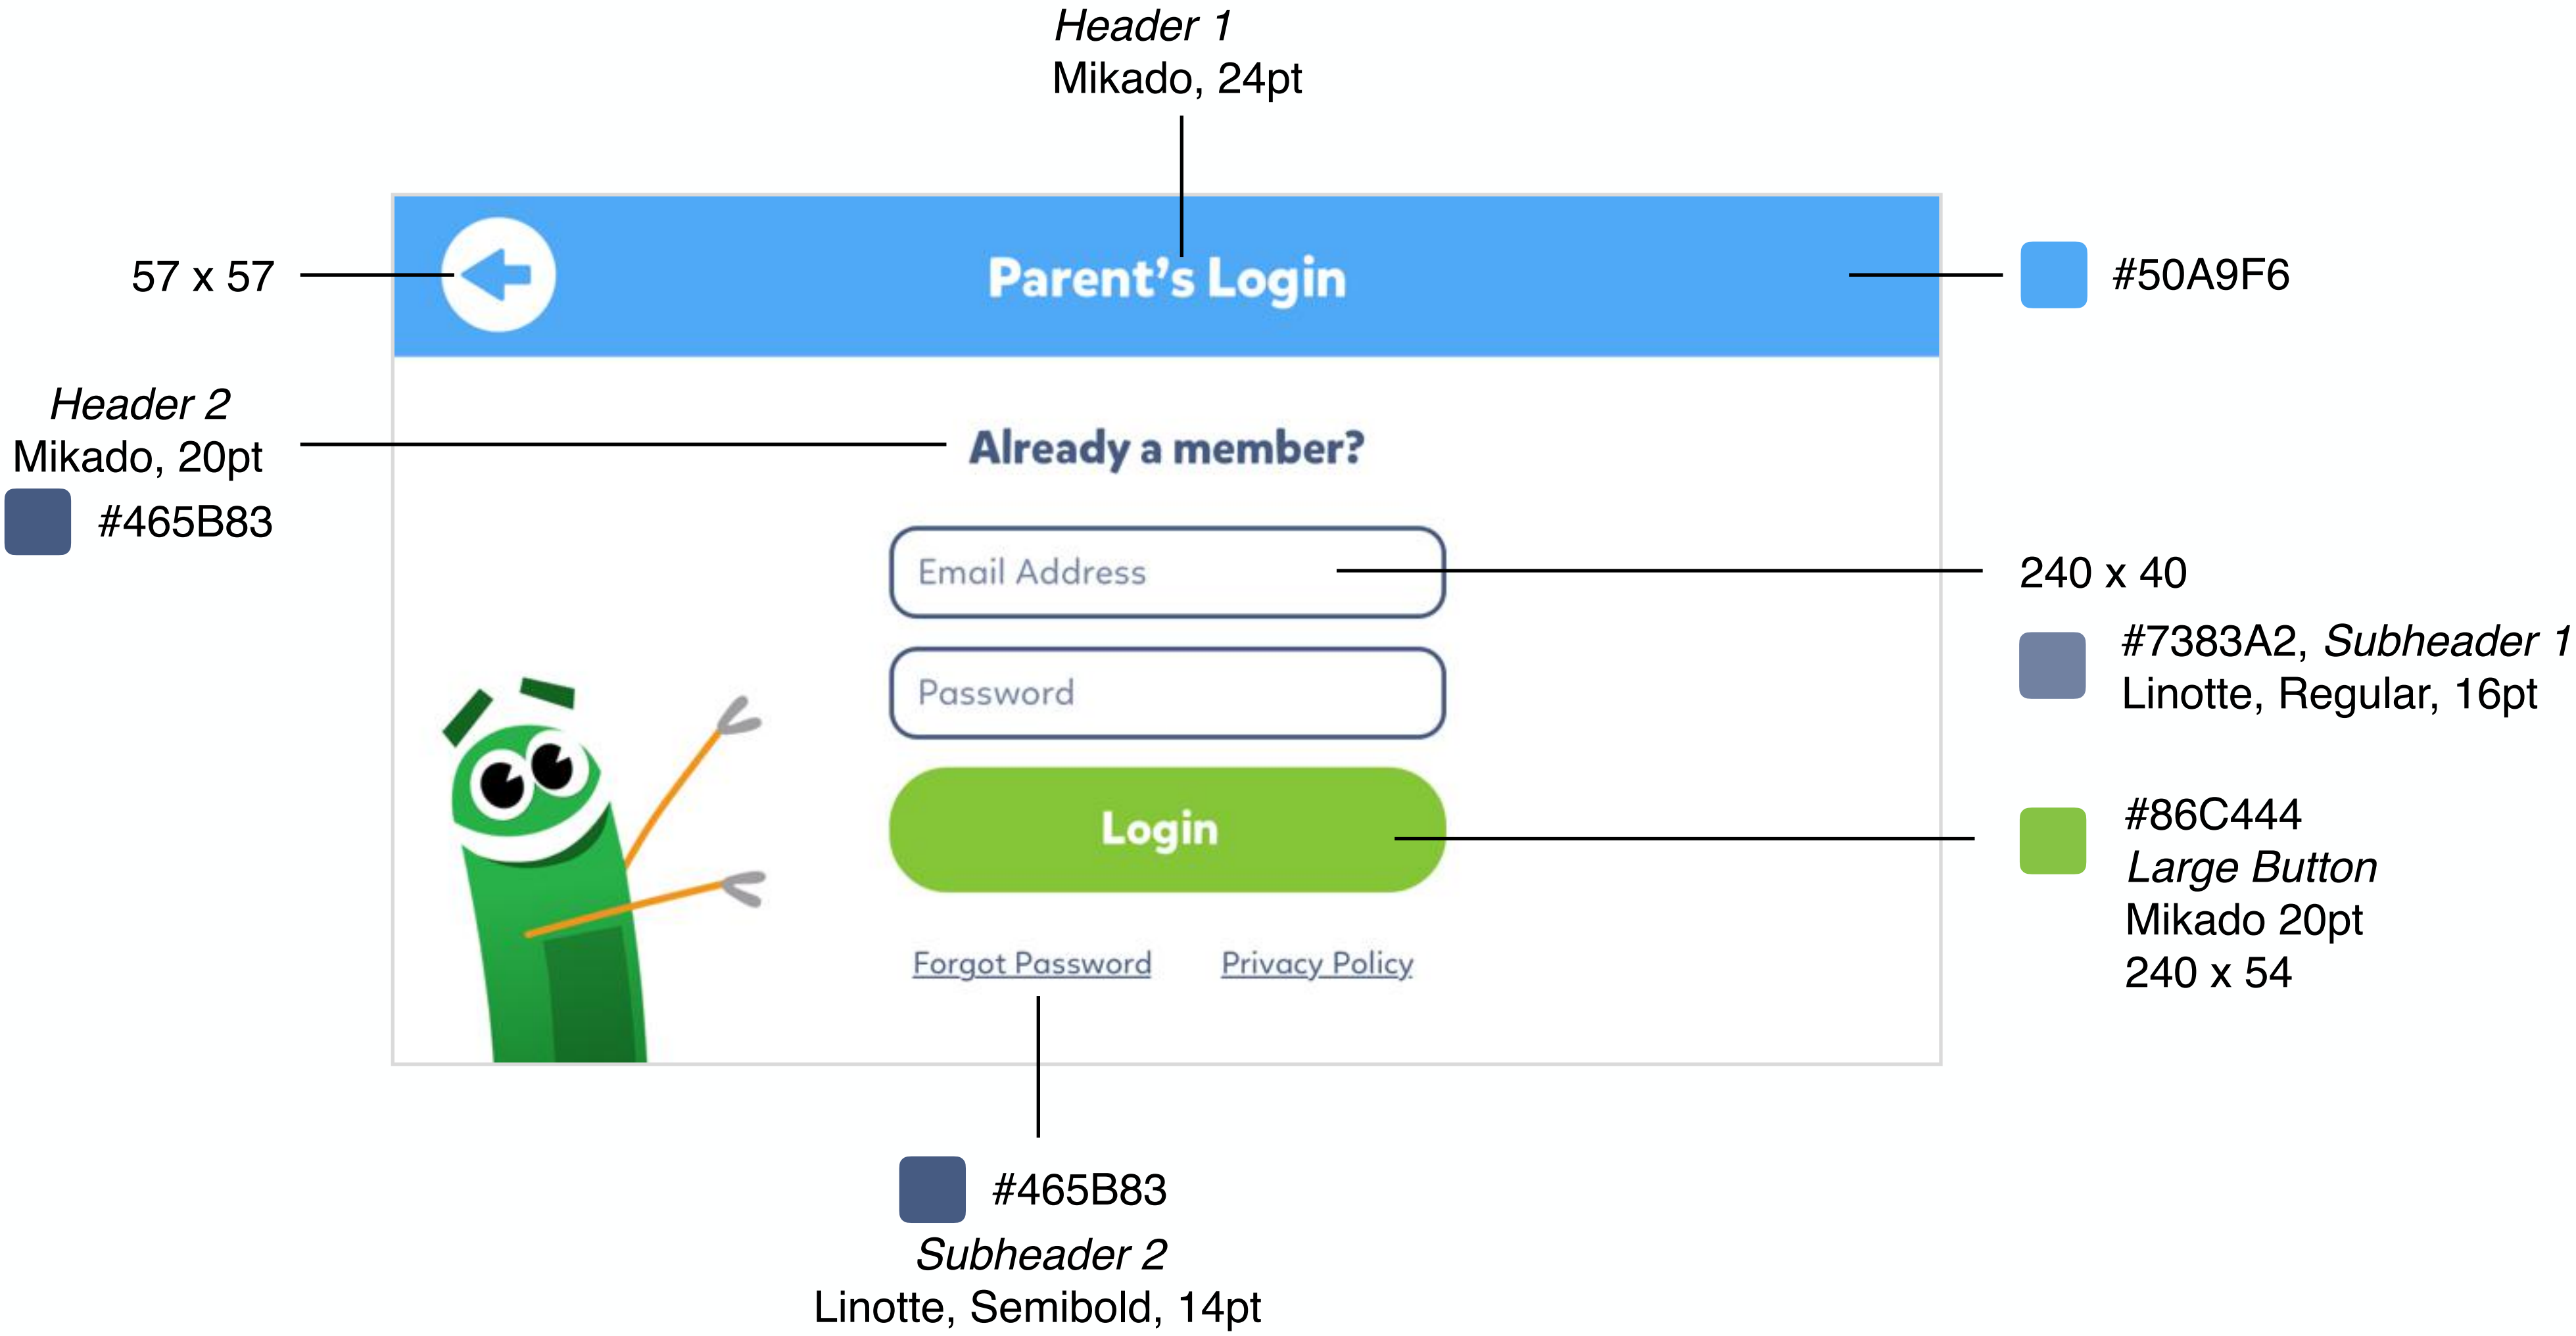 Header 1
Mikado, 24pt
57 x 57
Parent's Login
#50A9F6
Header 2
Mikado, 20pt
#465B83
Already a member?
Email Address
240 x 40
#7383A2, Subheader 1
Linotte, Regular, 16pt
Password
Login
#86C444
Large Button
Mikado 20pt
240 x 54
Forgot Password
Privacy Policy
#465B83
Subheader 2
Linotte, Semibold, 14pt